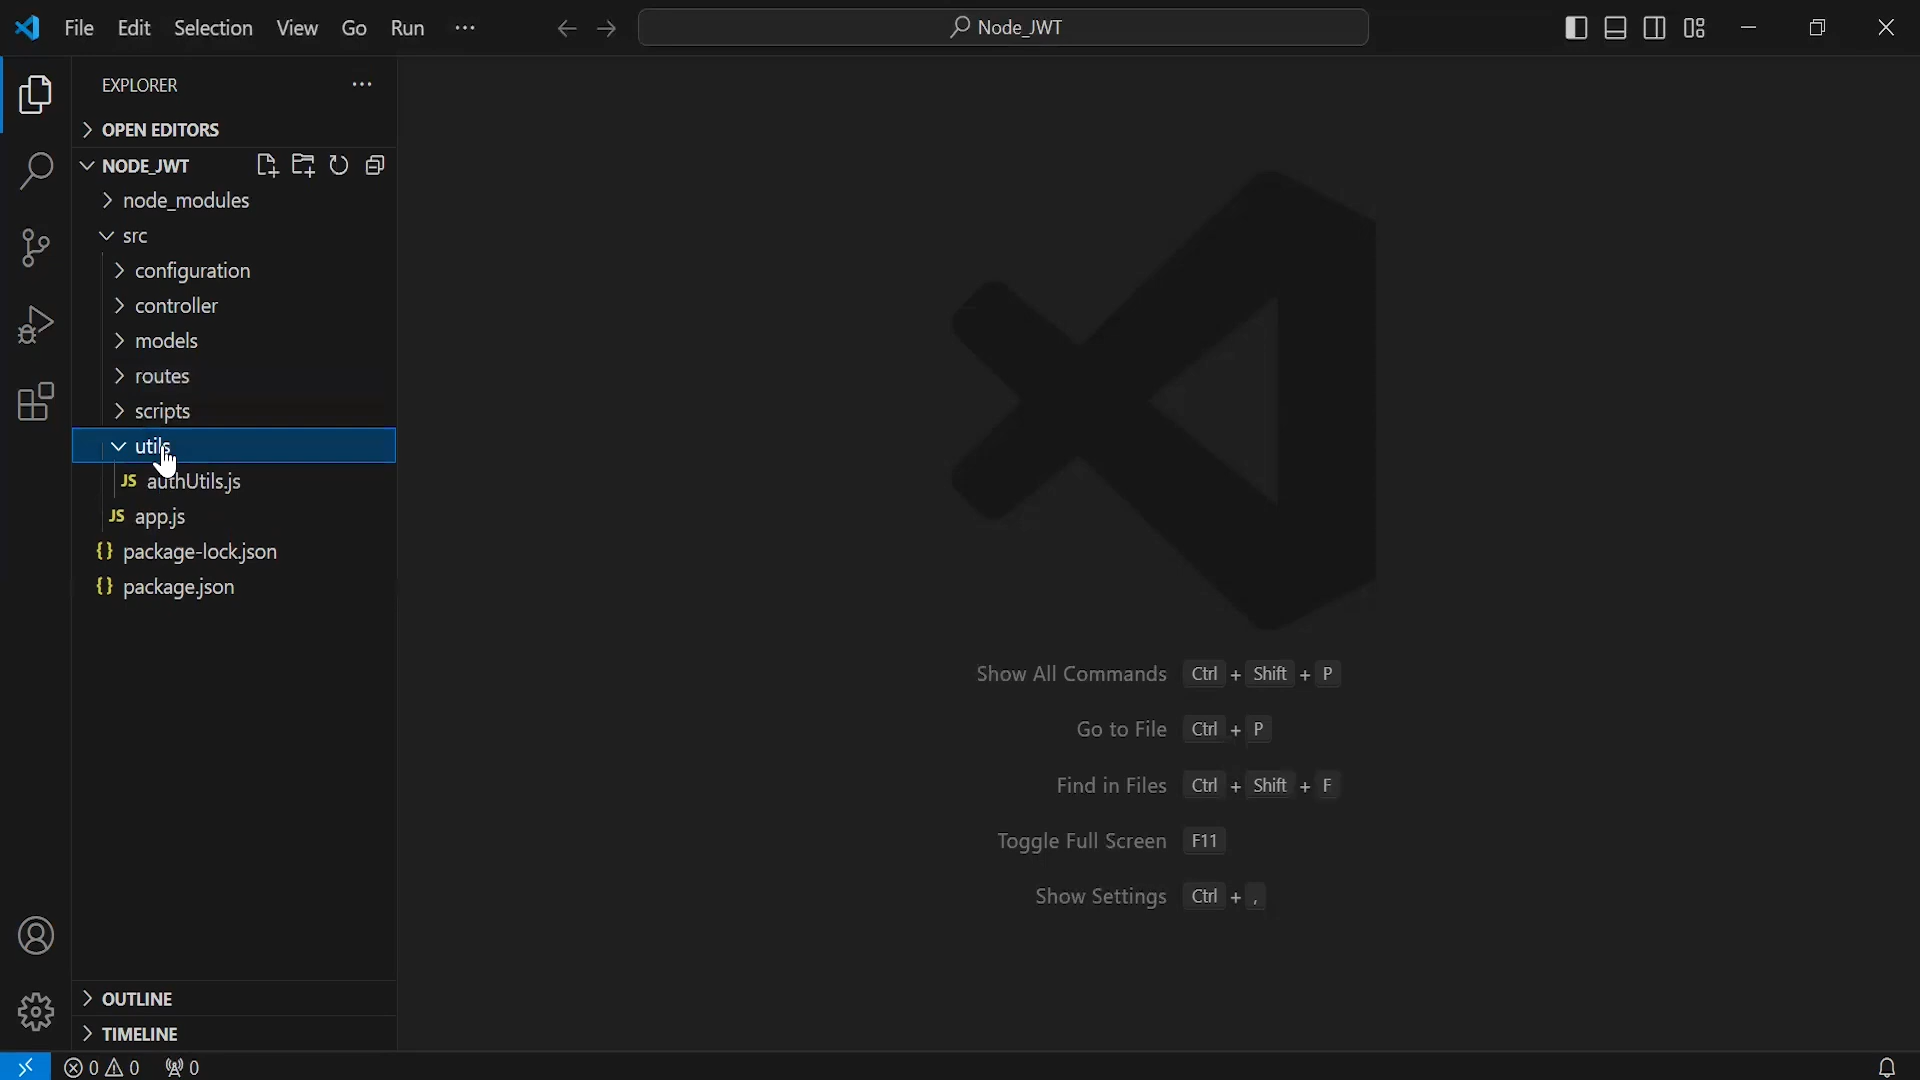 File Edit Selection View Go Run ···
Node_JWT
EXPLORER ···
OPEN EDITORS
NODE_JWT
node_modules
src
configuration
controller
models
routes
scripts
utils
JS authUtils.js
JS app.js
{} package-lock.json
{} package.json
Show All Commands Ctrl + Shift + P
Go to File Ctrl + P
Find in Files Ctrl + Shift + F
Toggle Full Screen F11
Show Settings Ctrl + ,
OUTLINE
TIMELINE
0 0 0